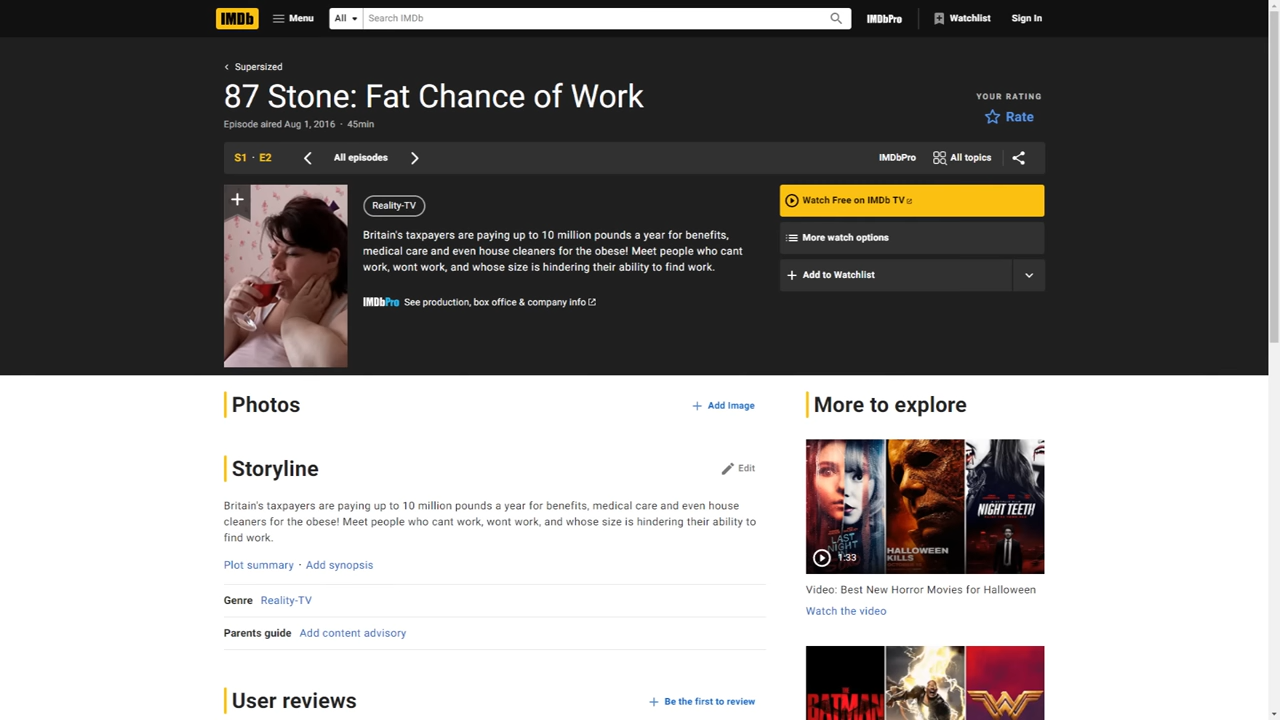 IMDb
Menu
All
Search IMDb
IMDbPro
Watchlist
Sign In
Supersized
87 Stone: Fat Chance of Work
Episode aired Aug 1, 2016 · 45min
YOUR RATING
Rate
S1 · E2
All episodes
IMDbPro
All topics
Reality-TV
Britain's taxpayers are paying up to 10 million pounds a year for benefits,
medical care and even house cleaners for the obese! Meet people who cant
work, wont work, and whose size is hindering their ability to find work.
IMDbPro See production, box office & company info
Watch Free on IMDb TV
More watch options
Add to Watchlist
Photos
Add Image
Storyline
Edit
Britain's taxpayers are paying up to 10 million pounds a year for benefits, medical care and even house
cleaners for the obese! Meet people who cant work, wont work, and whose size is hindering their ability to
find work.
Plot summary · Add synopsis
Genre Reality-TV
Parents guide Add content advisory
User reviews
Be the first to review
More to explore
LAST NIGHT
HALLOWEEN
KILLS
NIGHT TEETH
1:33
Video: Best New Horror Movies for Halloween
Watch the video
BATMAN